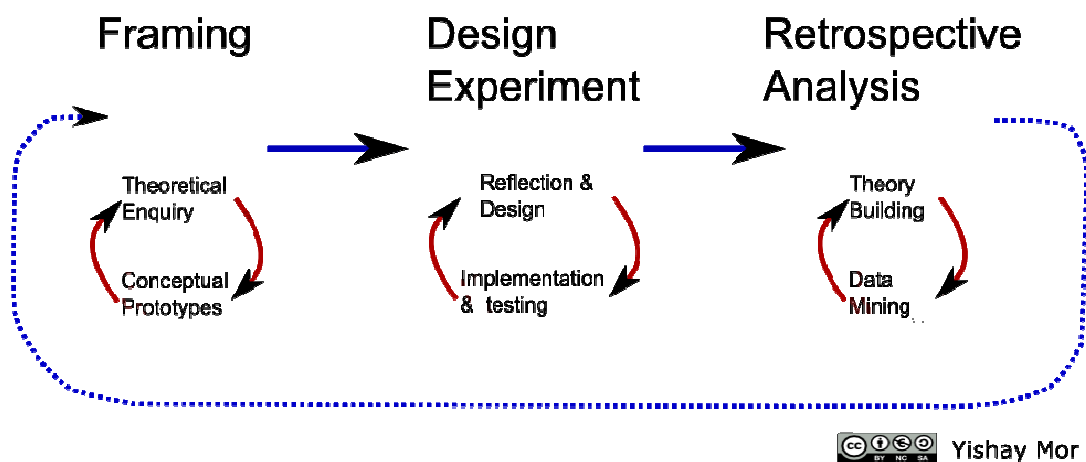 Framing
Design
Experiment
Retrospective
Analysis
Theoretical
Enquiry
Conceptual
Prototypes
Reflection &
Design
Implementation
& testing
Theory
Building
Data
Mining
cc
BY NC SA
Yishay Mor